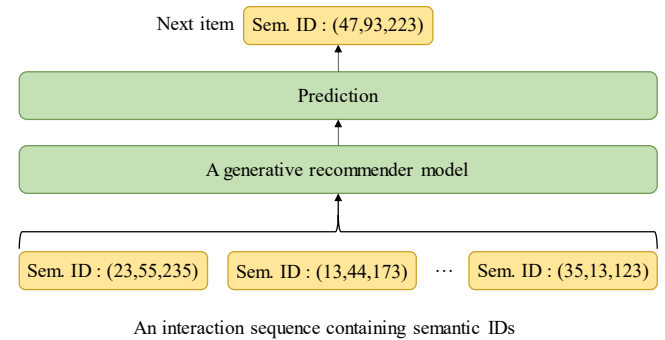 Next item Sem. ID : (47,93,223)
Prediction
A generative recommender model
Sem. ID : (23,55,235) Sem. ID : (13,44,173) ... Sem. ID : (35,13,123)
An interaction sequence containing semantic IDs